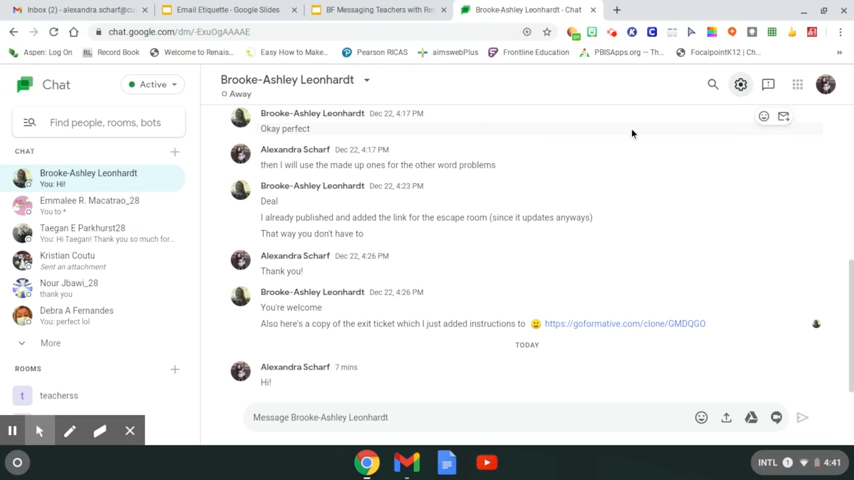 Inbox (2) - alexandra.scharf@cu
Email Etiquette - Google Slides
BF Messaging Teachers with Re
Brooke-Ashley Leonhardt - Chat
chat.google.com/dm/-ExuOgAAAAE
Aspen: Log On
Record Book
Welcome to Renais...
Easy How to Make...
Pearson RICAS
aimswebPlus
Frontline Education
PBISApps.org — Th...
FocalpointK12 | Ch...
Chat
Active
Brooke-Ashley Leonhardt
Away
Find people, rooms, bots
CHAT
Brooke-Ashley Leonhardt
You: Hi!
Emmalee R. Macatrao_28
You to *
Taegan E Parkhurst28
You: Hi Taegan! Thank you so much for...
Kristian Coutu
Sent an attachment
Nour Jbawi_28
thank you
Debra A Fernandes
You: perfect lol
More
ROOMS
t
teacherss
Brooke-Ashley Leonhardt Dec 22, 4:17 PM
Okay perfect
Alexandra Scharf Dec 22, 4:17 PM
then I will use the made up ones for the other word problems
Brooke-Ashley Leonhardt Dec 22, 4:23 PM
Deal
I already published and added the link for the escape room (since it updates anyways)
That way you don't have to
Alexandra Scharf Dec 22, 4:26 PM
Thank you!
Brooke-Ashley Leonhardt Dec 22, 4:26 PM
You're welcome
Also here's a copy of the exit ticket which I just added instructions to 🙂 https://goformative.com/clone/GMDQGO
TODAY
Alexandra Scharf 7 mins
Hi!
Message Brooke-Ashley Leonhardt
INTL 1 4:41